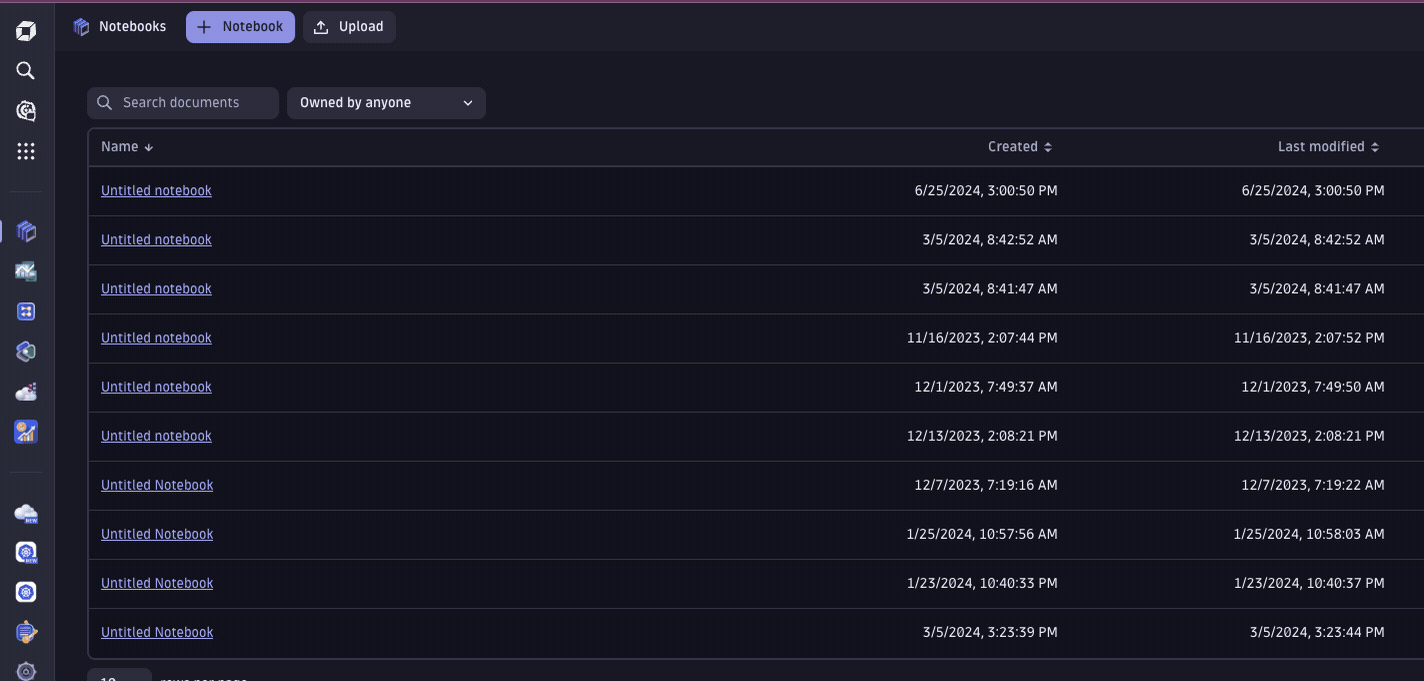 Notebooks Notebook Upload
Search documents Owned by anyone
Name Created Last modified
Untitled notebook 6/25/2024, 3:00:50 PM 6/25/2024, 3:00:50 PM
Untitled notebook 3/5/2024, 8:42:52 AM 3/5/2024, 8:42:52 AM
Untitled notebook 3/5/2024, 8:41:47 AM 3/5/2024, 8:41:47 AM
Untitled notebook 11/16/2023, 2:07:44 PM 11/16/2023, 2:07:52 PM
Untitled notebook 12/1/2023, 7:49:37 AM 12/1/2023, 7:49:50 AM
Untitled notebook 12/13/2023, 2:08:21 PM 12/13/2023, 2:08:21 PM
Untitled Notebook 12/7/2023, 7:19:16 AM 12/7/2023, 7:19:22 AM
Untitled Notebook 1/25/2024, 10:57:56 AM 1/25/2024, 10:58:03 AM
Untitled Notebook 1/23/2024, 10:40:33 PM 1/23/2024, 10:40:37 PM
Untitled Notebook 3/5/2024, 3:23:39 PM 3/5/2024, 3:23:44 PM
rows per page